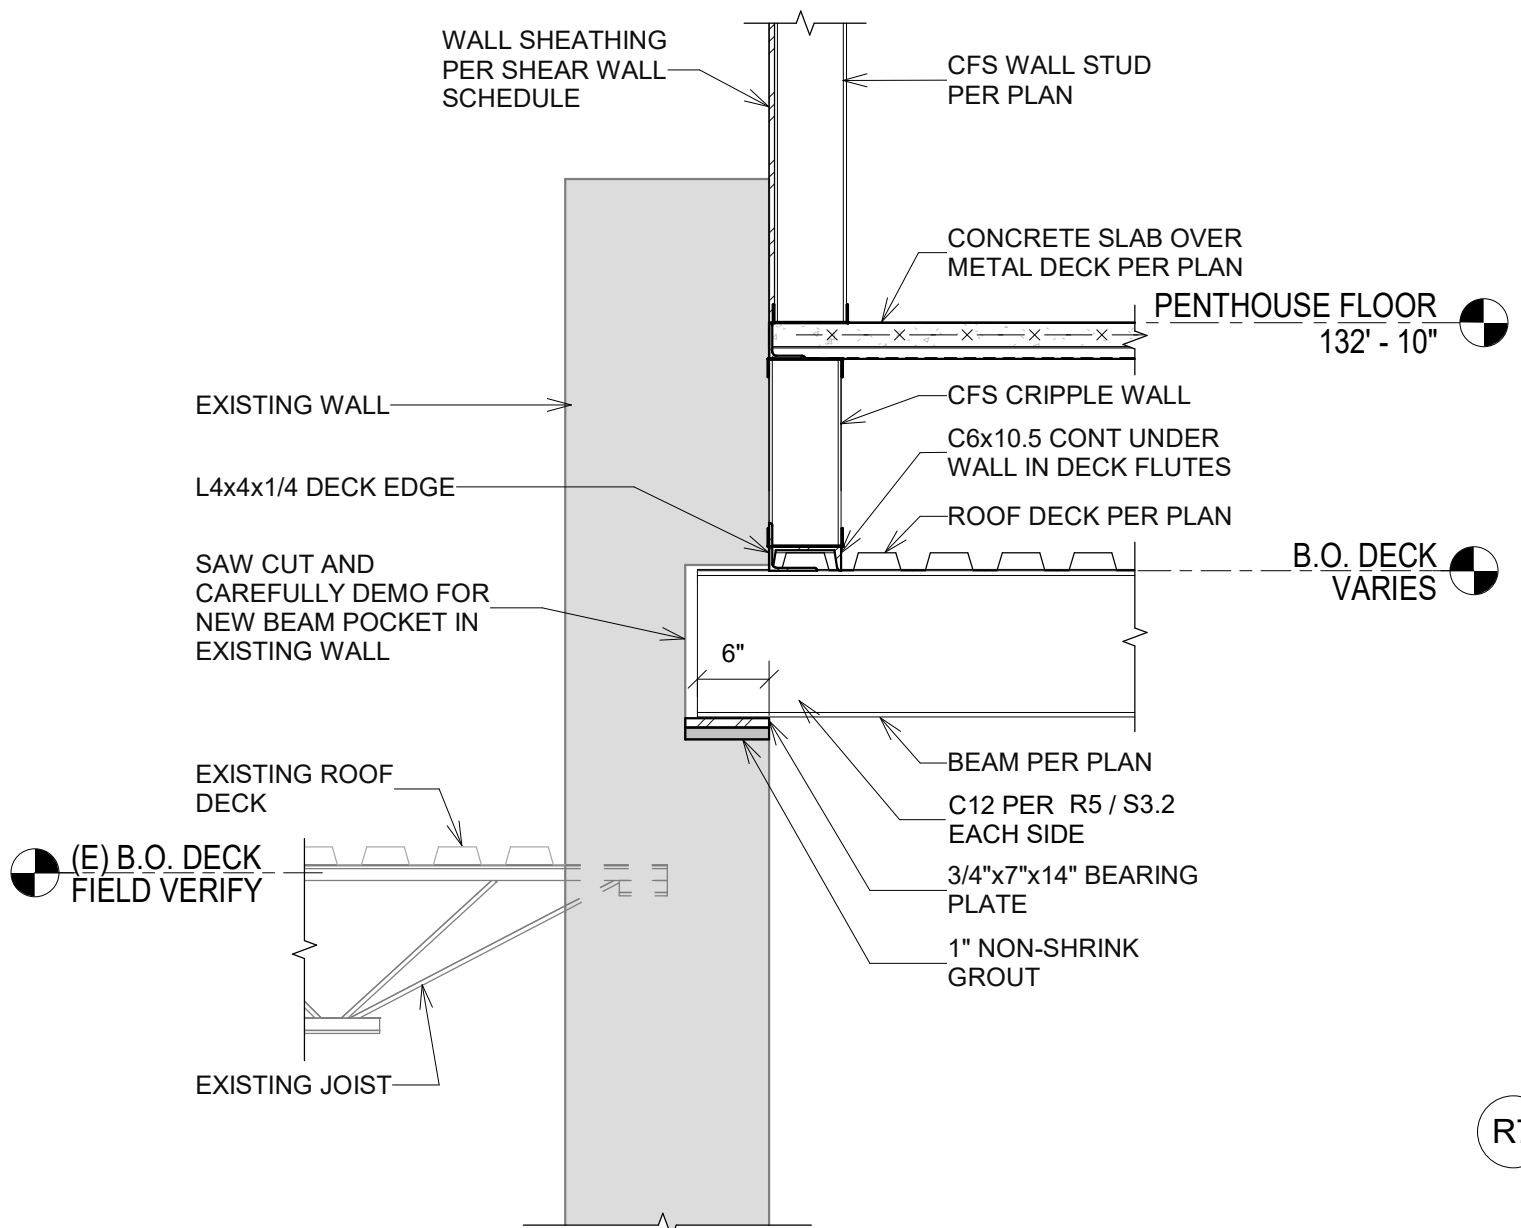 WALL SHEATHING
PER SHEAR WALL
SCHEDULE
CFS WALL STUD
PER PLAN
CONCRETE SLAB OVER
METAL DECK PER PLAN
PENTHOUSE FLOOR
132' - 10"
EXISTING WALL
CFS CRIPPLE WALL
C6x10.5 CONT UNDER
WALL IN DECK FLUTES
L4x4x1/4 DECK EDGE
ROOF DECK PER PLAN
B.O. DECK
VARIES
SAW CUT AND
CAREFULLY DEMO FOR
NEW BEAM POCKET IN
EXISTING WALL
6"
BEAM PER PLAN
EXISTING ROOF
DECK
C12 PER R5 / S3.2
EACH SIDE
(E) B.O. DECK
FIELD VERIFY
3/4"x7"x14" BEARING
PLATE
1" NON-SHRINK
GROUT
EXISTING JOIST